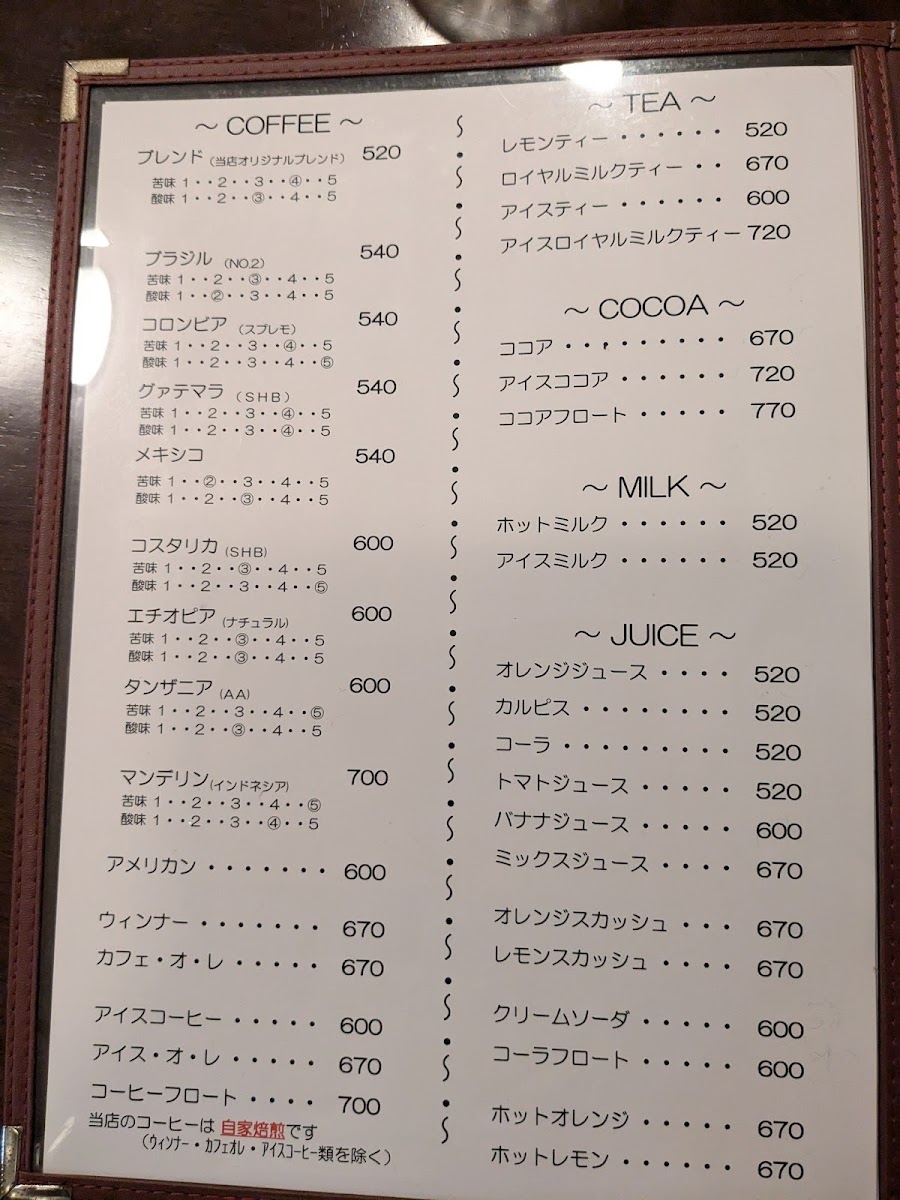 ～ COFFEE ～
ブレンド (当店オリジナルブレンド) 520
苦味 1・・2・・3・・④・・5
酸味 1・・2・・③・・4・・5
ブラジル (NO.2) 540
苦味 1・・2・・③・・4・・5
酸味 1・・②・・3・・4・・5
コロンビア (スプレモ) 540
苦味 1・・2・・3・・④・・5
酸味 1・・2・・3・・4・・⑤
グァテマラ (SHB) 540
苦味 1・・2・・3・・④・・5
酸味 1・・2・・3・・④・・5
メキシコ 540
苦味 1・・②・・3・・4・・5
酸味 1・・2・・③・・4・・5
コスタリカ (SHB) 600
苦味 1・・2・・③・・4・・5
酸味 1・・2・・3・・4・・⑤
エチオピア (ナチュラル) 600
苦味 1・・2・・③・・4・・5
酸味 1・・2・・③・・4・・5
タンザニア (AA) 600
苦味 1・・2・・3・・4・・⑤
酸味 1・・2・・③・・4・・5
マンデリン (インドネシア) 700
苦味 1・・2・・3・・4・・⑤
酸味 1・・2・・3・・④・・5
アメリカン・・・・・・・600
ウィンナー・・・・・・・670
カフェ・オ・レ・・・・・670
アイスコーヒー・・・・・600
アイス・オ・レ・・・・・670
コーヒーフロート・・・・700
当店のコーヒーは 自家焙煎です
(ウィンナー・カフェオレ・アイスコーヒー類を除く)
～ TEA ～
レモンティー・・・・・・520
ロイヤルミルクティー・・670
アイスティー・・・・・・600
アイスロイヤルミルクティー 720
～ COCOA ～
ココア・・・・・・・・・670
アイスココア・・・・・・720
ココアフロート・・・・・770
～ MILK ～
ホットミルク・・・・・・520
アイスミルク・・・・・・520
～ JUICE ～
オレンジジュース・・・・520
カルピス・・・・・・・・520
コーラ・・・・・・・・・520
トマトジュース・・・・・520
バナナジュース・・・・・600
ミックスジュース・・・・670
オレンジスカッシュ・・・670
レモンスカッシュ・・・・670
クリームソーダ・・・・・600
コーラフロート・・・・・600
ホットオレンジ・・・・・670
ホットレモン・・・・・・670